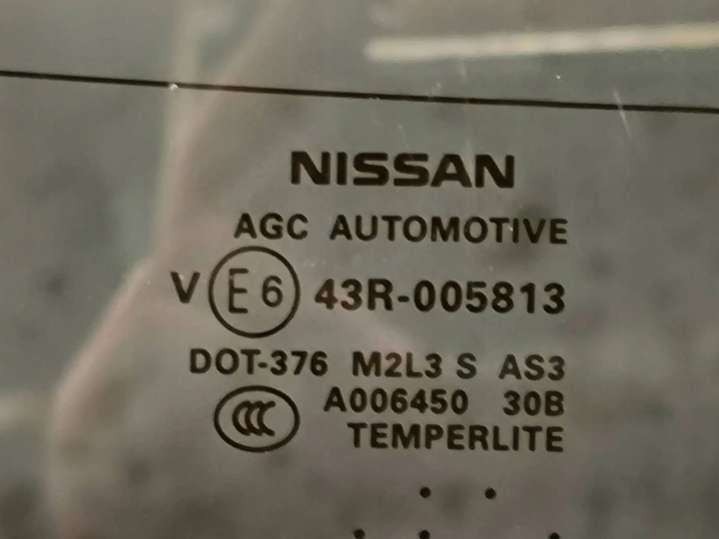 NISSAN
AGC AUTOMOTIVE
V E6 43R-005813
DOT-376 M2L3 S AS3
CCC A006450 30B
TEMPERLITE